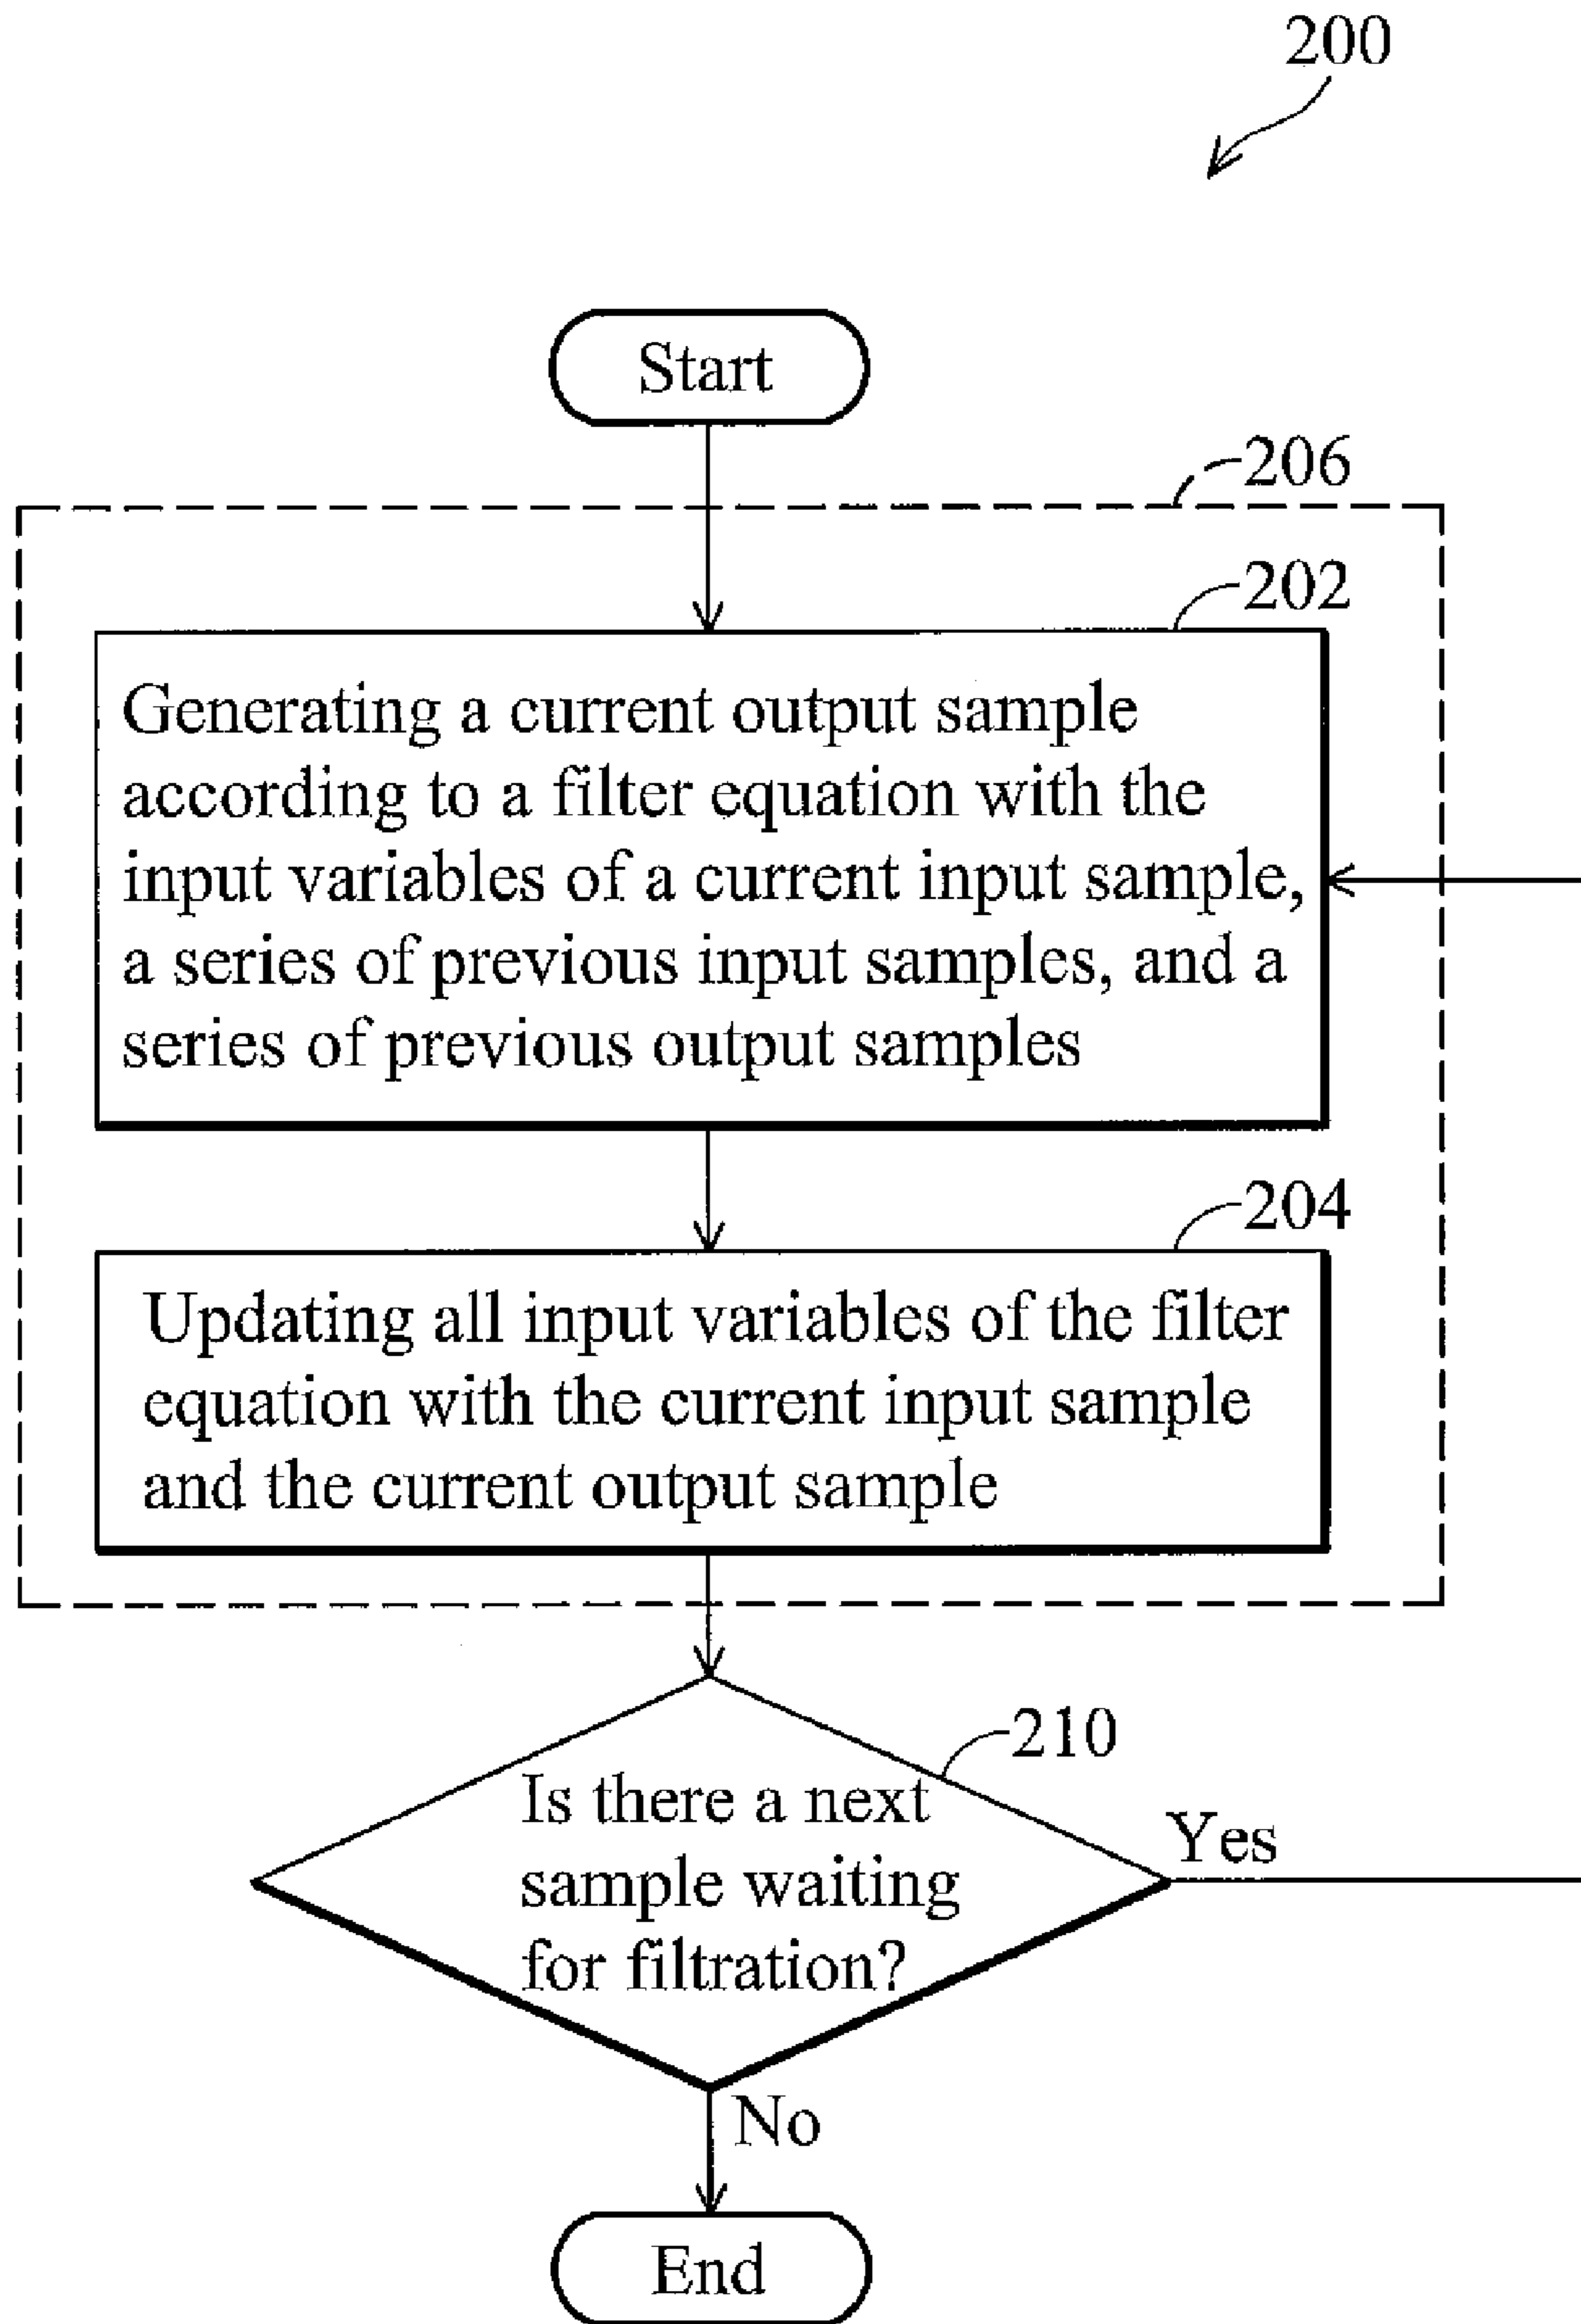 200
Start
206
202
Generating a current output sample
according to a filter equation with the
input variables of a current input sample,
a series of previous input samples, and a
series of previous output samples
204
Updating all input variables of the filter
equation with the current input sample
and the current output sample
210
Is there a next
sample waiting
for filtration?
Yes
No
End